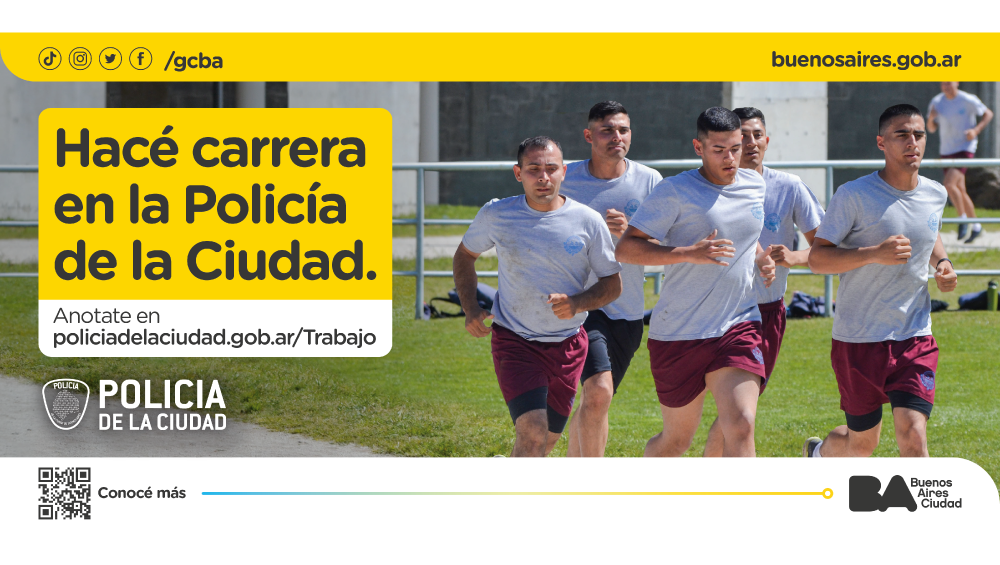 /gcba
buenosaires.gob.ar
Hacé carrera
en la Policía
de la Ciudad.
Anotate en
policiadelaciudad.gob.ar/Trabajo
POLICIA
POLICIA
DE LA CIUDAD
Conocé más
BA
Buenos
Aires
Ciudad